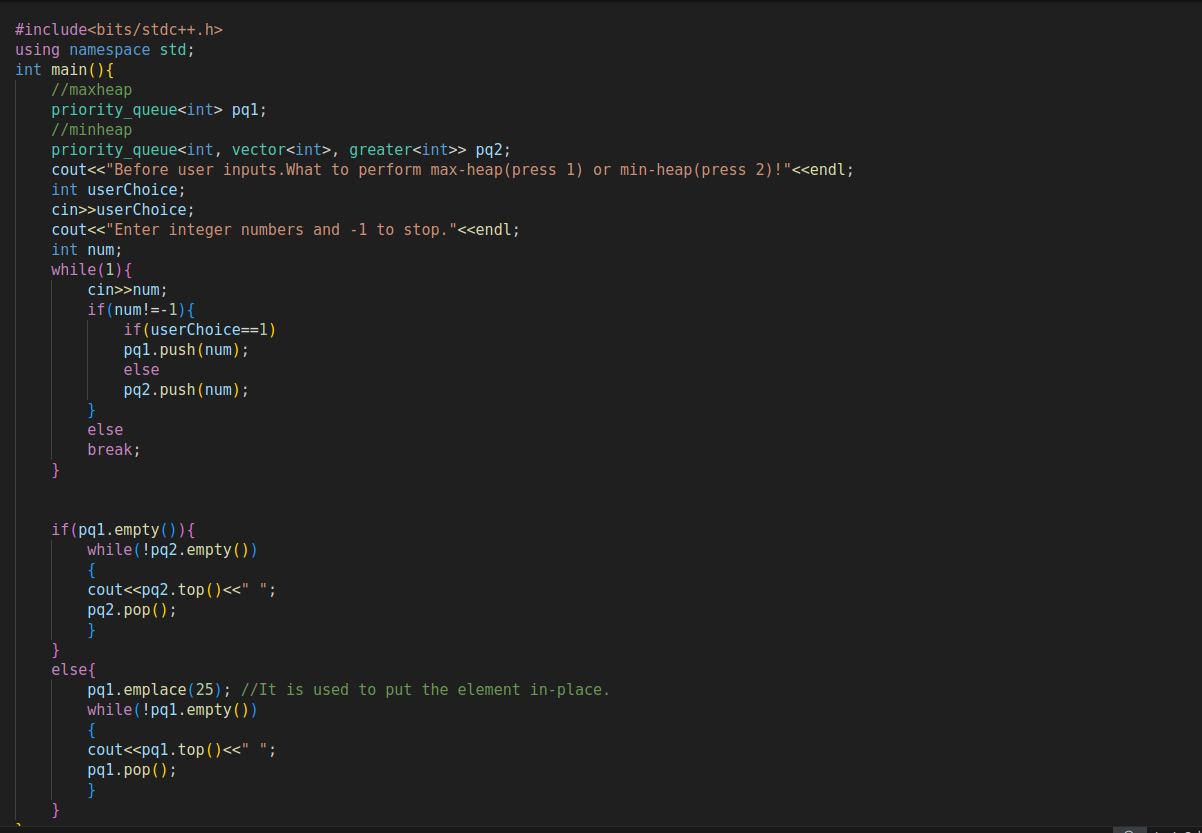 #include<bits/stdc++.h>
using namespace std;
int main(){
    //maxheap
    priority_queue<int> pq1;
    //minheap
    priority_queue<int, vector<int>, greater<int>> pq2;
    cout<<"Before user inputs.What to perform max-heap(press 1) or min-heap(press 2)!"<<endl;
    int userChoice;
    cin>>userChoice;
    cout<<"Enter integer numbers and -1 to stop."<<endl;
    int num;
    while(1){
        cin>>num;
        if(num!=-1){
            if(userChoice==1)
            pq1.push(num);
            else
            pq2.push(num);
        }
        else
        break;
    }
    if(pq1.empty()){
        while(!pq2.empty())
        {
        cout<<pq2.top()<<" ";
        pq2.pop();
        }
    }
    else{
        pq1.emplace(25); //It is used to put the element in-place.
        while(!pq1.empty())
        {
        cout<<pq1.top()<<" ";
        pq1.pop();
        }
    }